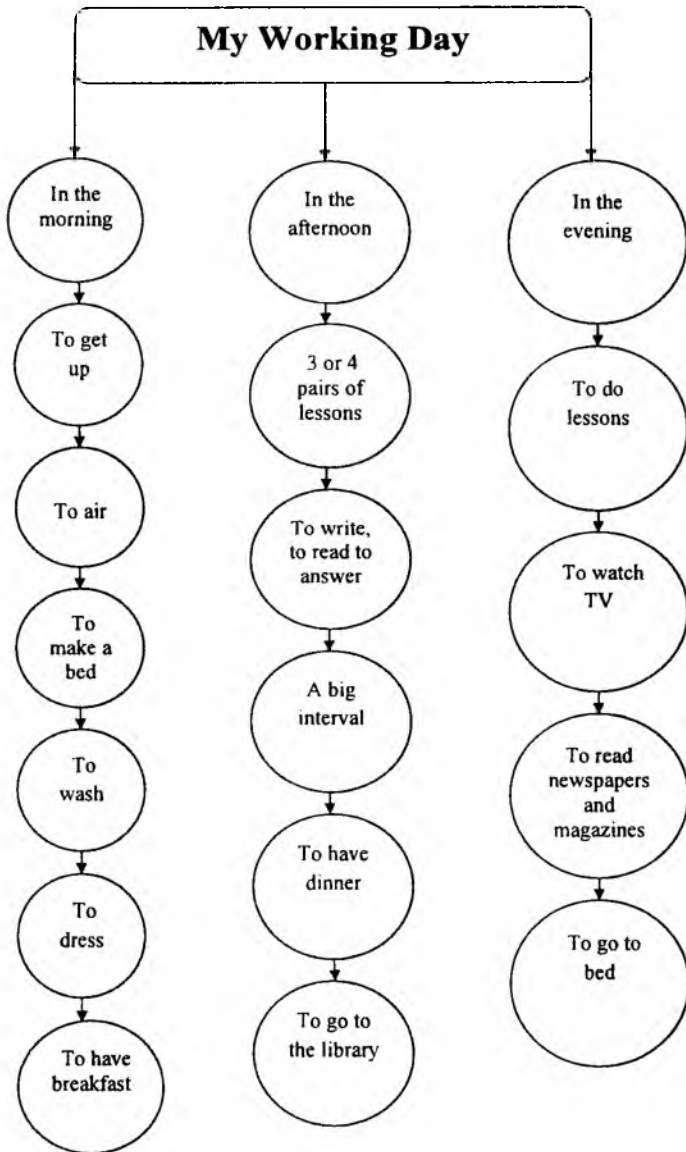 My Working Day
In the
morning
To get
up
To air
To
make a
bed
To
wash
To
dress
To have
breakfast
In the
afternoon
3 or 4
pairs of
lessons
To write,
to read to
answer
A big
interval
To have
dinner
To go to
the library
In the
evening
To do
lessons
To watch
TV
To read
newspapers
and
magazines
To go to
bed